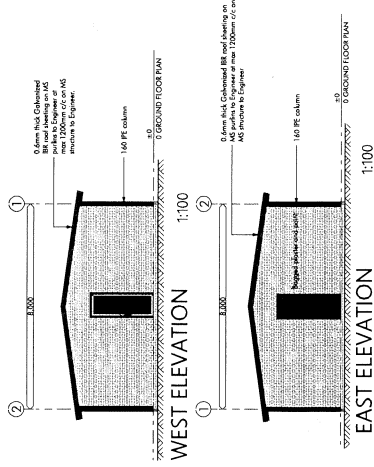 2
8,000
1
0.6mm thick Galvanized
IBR roof sheeting on MS
purlins to Engineer at
max 1200mm c/c on MS
structure to Engineer.
160 IPE column
±0
0 GROUND FLOOR PLAN
WEST ELEVATION
1:100
1
8,000
2
0.6mm thick Galvanized IBR roof sheeting on
MS purlins to Engineer at max 1200mm c/c on
MS structure to Engineer
160 IPE column
Bagged plaster and paint
±0
0 GROUND FLOOR PLAN
EAST ELEVATION
1:100